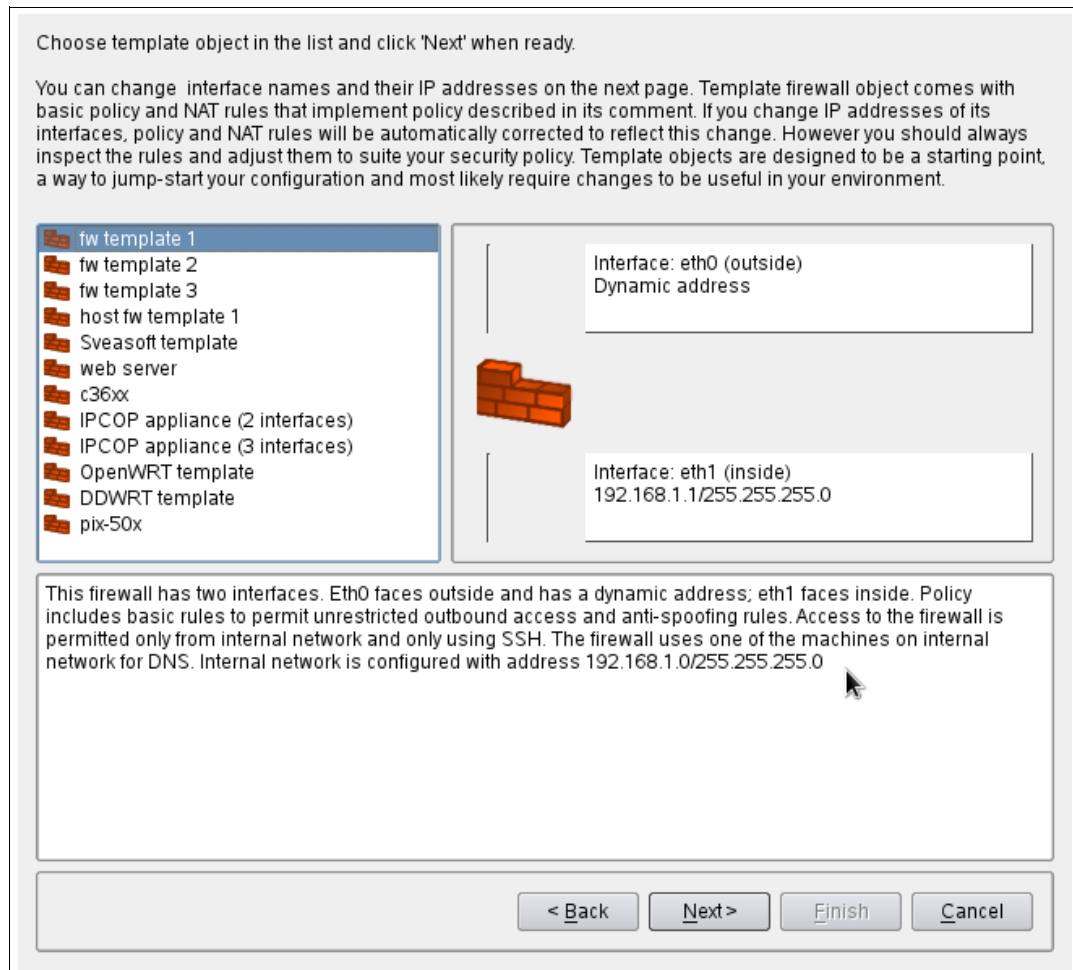 Choose template object in the list and click 'Next' when ready.
You can change  interface names and their IP addresses on the next page. Template firewall object comes with
basic policy and NAT rules that implement policy described in its comment. If you change IP addresses of its
interfaces, policy and NAT rules will be automatically corrected to reflect this change. However you should always
inspect the rules and adjust them to suite your security policy. Template objects are designed to be a starting point,
a way to jump-start your configuration and most likely require changes to be useful in your environment.
fw template 1
fw template 2
fw template 3
host fw template 1
Sveasoft template
web server
c36xx
IPCOP appliance (2 interfaces)
IPCOP appliance (3 interfaces)
OpenWRT template
DDWRT template
pix-50x
Interface: eth0 (outside)
Dynamic address
Interface: eth1 (inside)
192.168.1.1/255.255.255.0
This firewall has two interfaces. Eth0 faces outside and has a dynamic address; eth1 faces inside. Policy
includes basic rules to permit unrestricted outbound access and anti-spoofing rules. Access to the firewall is
permitted only from internal network and only using SSH. The firewall uses one of the machines on internal
network for DNS. Internal network is configured with address 192.168.1.0/255.255.255.0
< Back
Next >
Finish
Cancel